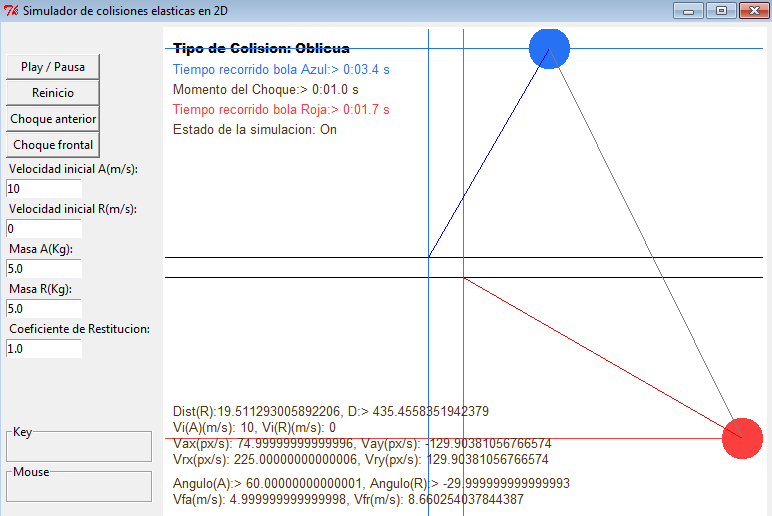 Simulador de colisiones elasticas en 2D
Play / Pausa
Reinicio
Choque anterior
Choque frontal
Velocidad inicial A(m/s):
10
Velocidad inicial R(m/s):
0
Masa A(Kg):
5.0
Masa R(Kg):
5.0
Coeficiente de Restitucion:
1.0
Key
Mouse
Tipo de Colision: Oblicua
Tiempo recorrido bola Azul:> 0:03.4 s
Momento del Choque:> 0:01.0 s
Tiempo recorrido bola Roja:> 0:01.7 s
Estado de la simulacion: On
Dist(R):19.511293005892206, D:> 435.4558351942379
Vi(A)(m/s): 10, Vi(R)(m/s): 0
Vax(px/s): 74.99999999999996, Vay(px/s): -129.90381056766574
Vrx(px/s): 225.00000000000006, Vry(px/s): 129.90381056766574
Angulo(A):> 60.00000000000001, Angulo(R):> -29.999999999999993
Vfa(m/s): 4.999999999999998, Vfr(m/s): 8.660254037844387